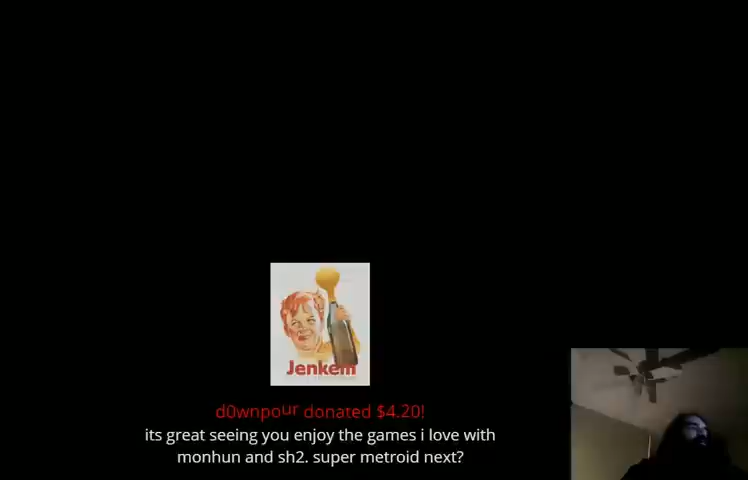 Jenkem
d0wnpour donated $4.20!
its great seeing you enjoy the games i love with
monhun and sh2. super metroid next?